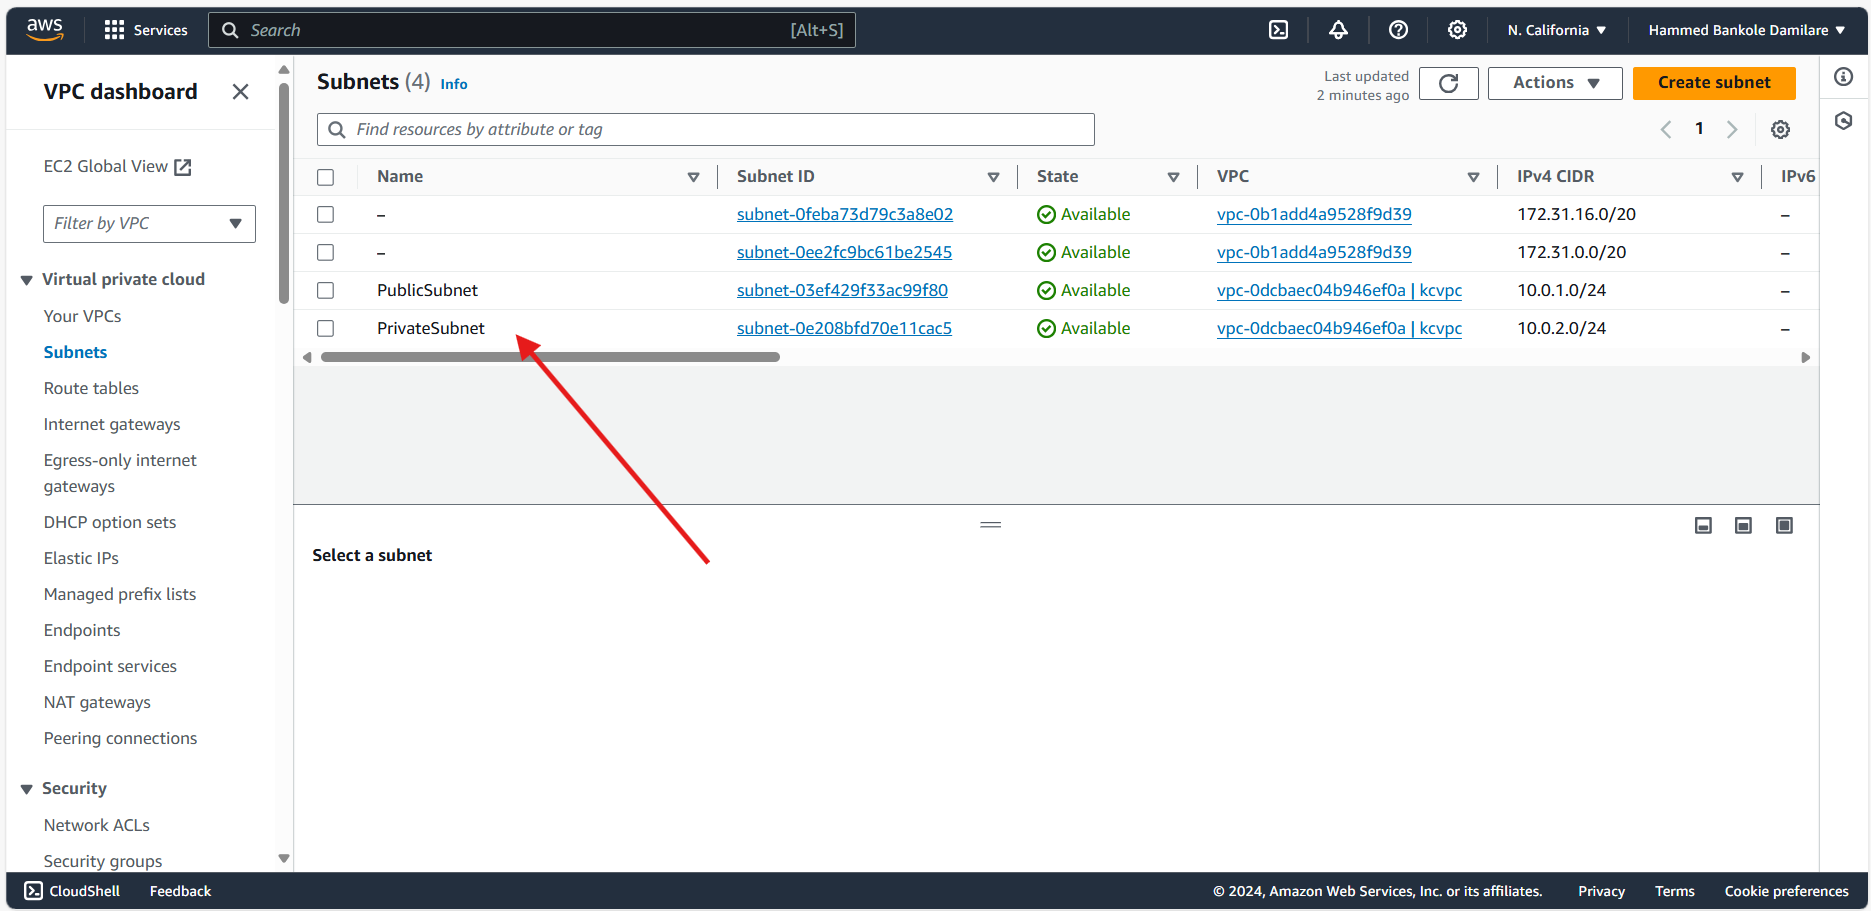 aws
Services
Search
[Alt+S]
N. California
Hammed Bankole Damilare
VPC dashboard
EC2 Global View
Filter by VPC
Virtual private cloud
Your VPCs
Subnets
Route tables
Internet gateways
Egress-only internet
gateways
DHCP option sets
Elastic IPs
Managed prefix lists
Endpoints
Endpoint services
NAT gateways
Peering connections
Security
Network ACLs
Security groups
Subnets (4) Info
Last updated
2 minutes ago
Actions
Create subnet
Find resources by attribute or tag
1
Name Subnet ID State VPC IPv4 CIDR IPv6
– subnet-0feba73d79c3a8e02 Available vpc-0b1add4a9528f9d39 172.31.16.0/20 –
– subnet-0ee2fc9bc61be2545 Available vpc-0b1add4a9528f9d39 172.31.0.0/20 –
PublicSubnet subnet-03ef429f33ac99f80 Available vpc-0dcbaec04b946ef0a | kcvpc 10.0.1.0/24 –
PrivateSubnet subnet-0e208bfd70e11cac5 Available vpc-0dcbaec04b946ef0a | kcvpc 10.0.2.0/24 –
Select a subnet
CloudShell Feedback © 2024, Amazon Web Services, Inc. or its affiliates. Privacy Terms Cookie preferences